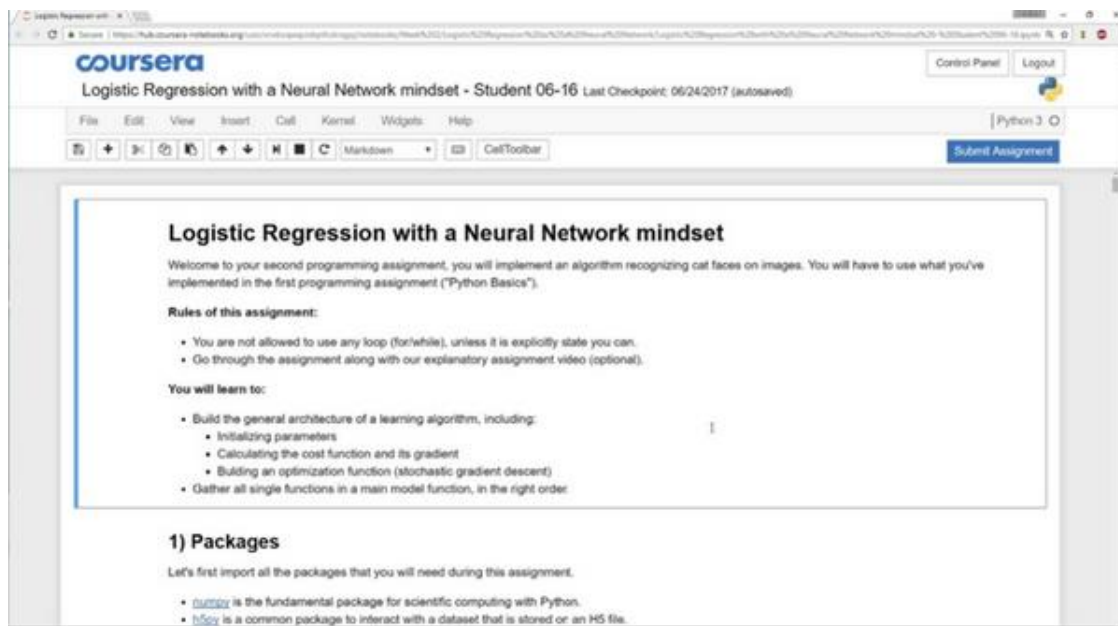 Logistic Regression with
Secure
coursera
Control Panel
Logout
Logistic Regression with a Neural Network mindset - Student 06-16 Last Checkpoint: 06/24/2017 (autosaved)
File Edit View Insert Cell Kernel Widgets Help
Python 3
Markdown
CellToolbar
Submit Assignment
Logistic Regression with a Neural Network mindset
Welcome to your second programming assignment, you will implement an algorithm recognizing cat faces on images. You will have to use what you've
implemented in the first programming assignment ("Python Basics").
Rules of this assignment:
• You are not allowed to use any loop (for/while), unless it is explicitly state you can.
• Go through the assignment along with our explanatory assignment video (optional).
You will learn to:
• Build the general architecture of a learning algorithm, including:
• Initializing parameters
• Calculating the cost function and its gradient
• Bulding an optimization function (stochastic gradient descent)
• Gather all single functions in a main model function, in the right order.
1) Packages
Let's first import all the packages that you will need during this assignment.
• numpy is the fundamental package for scientific computing with Python.
• h5py is a common package to interact with a dataset that is stored on an H5 file.